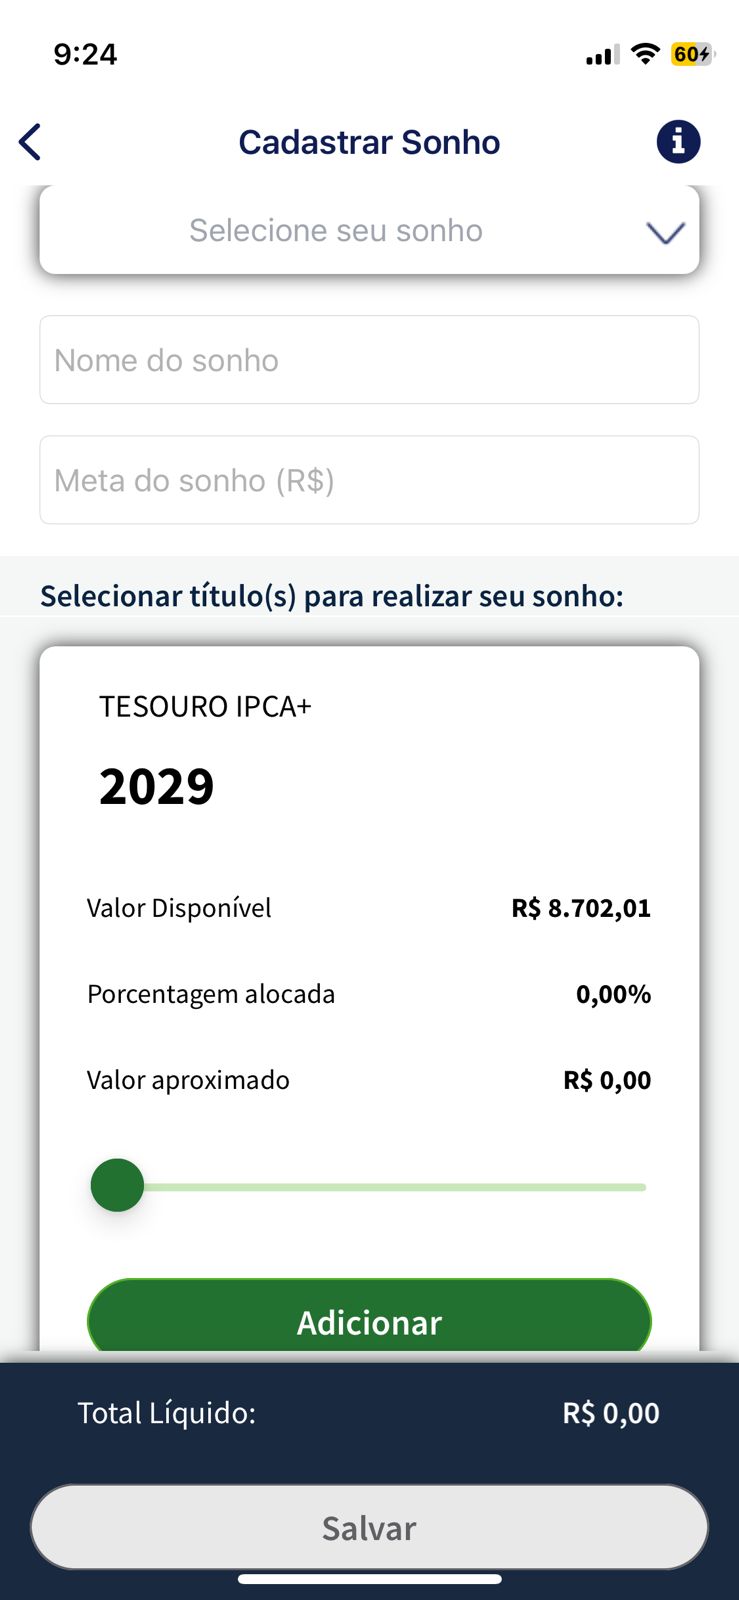 9:24
60
Cadastrar Sonho
Selecione seu sonho
Nome do sonho
Meta do sonho (R$)
Selecionar título(s) para realizar seu sonho:
TESOURO IPCA+
2029
Valor Disponível R$ 8.702,01
Porcentagem alocada 0,00%
Valor aproximado R$ 0,00
Adicionar
Total Líquido: R$ 0,00
Salvar